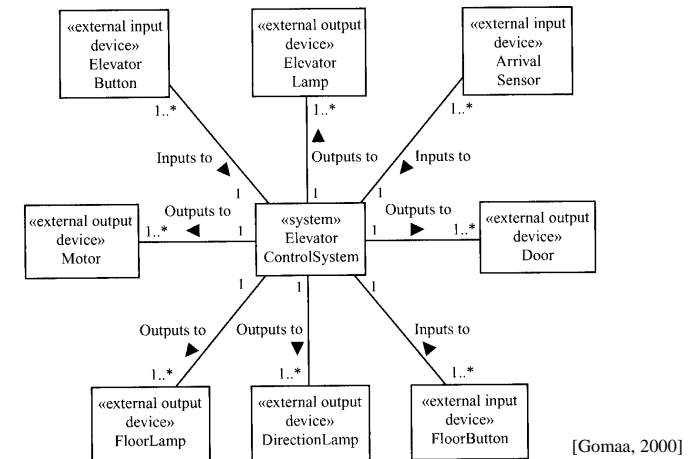 «external input
device»
Elevator
Button
«external output
device»
Elevator
Lamp
«external input
device»
Arrival
Sensor
1..*
1..*
1..*
Inputs to
Outputs to
Inputs to
1
1
1
«external output
device»
Motor
Outputs to
1..*
1
«system»
Elevator
ControlSystem
Outputs to
1
1..*
«external output
device»
Door
1
1
1
Outputs to
Outputs to
Inputs to
1..*
1..*
1..*
«external output
device»
FloorLamp
«external output
device»
DirectionLamp
«external input
device»
FloorButton
[Gomaa, 2000]